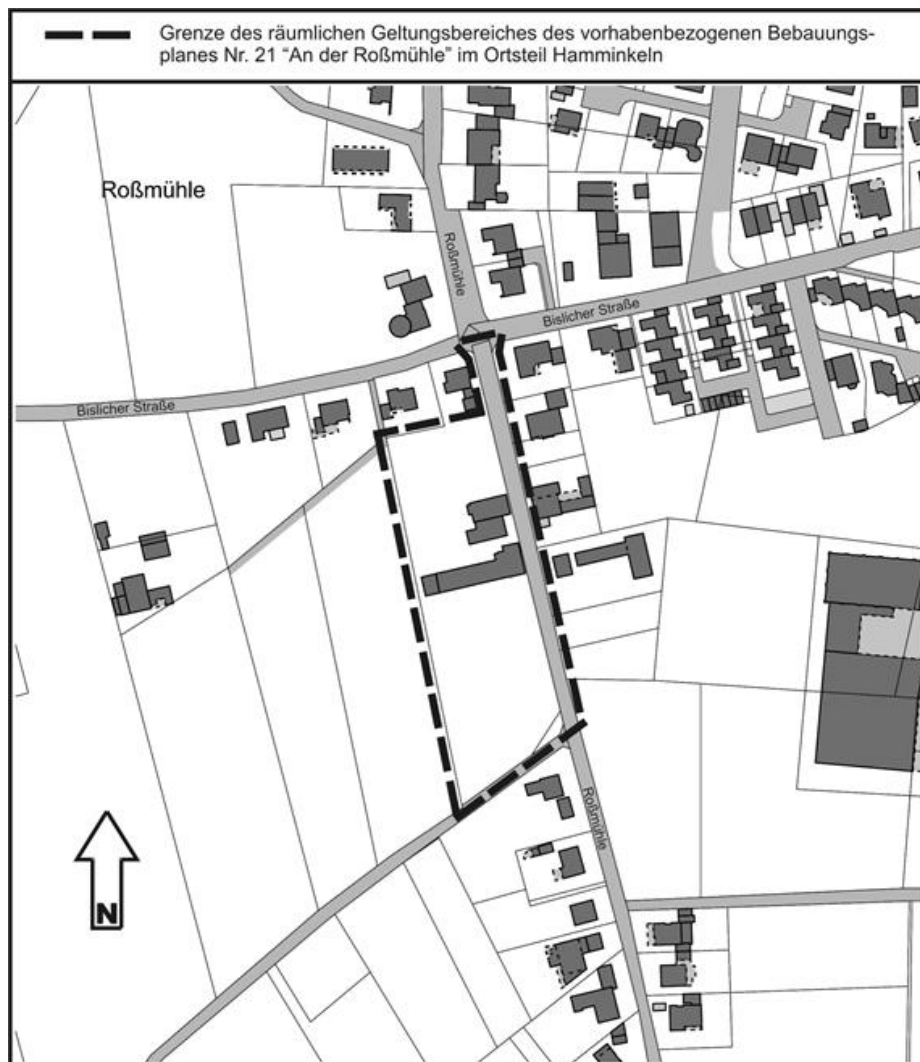 Grenze des räumlichen Geltungsbereiches des vorhabenbezogenen Bebauungs-
planes Nr. 21 "An der Roßmühle" im Ortsteil Hamminkeln
Roßmühle
Roßmühle
Bislicher Straße
Bislicher Straße
Roßmühle
N